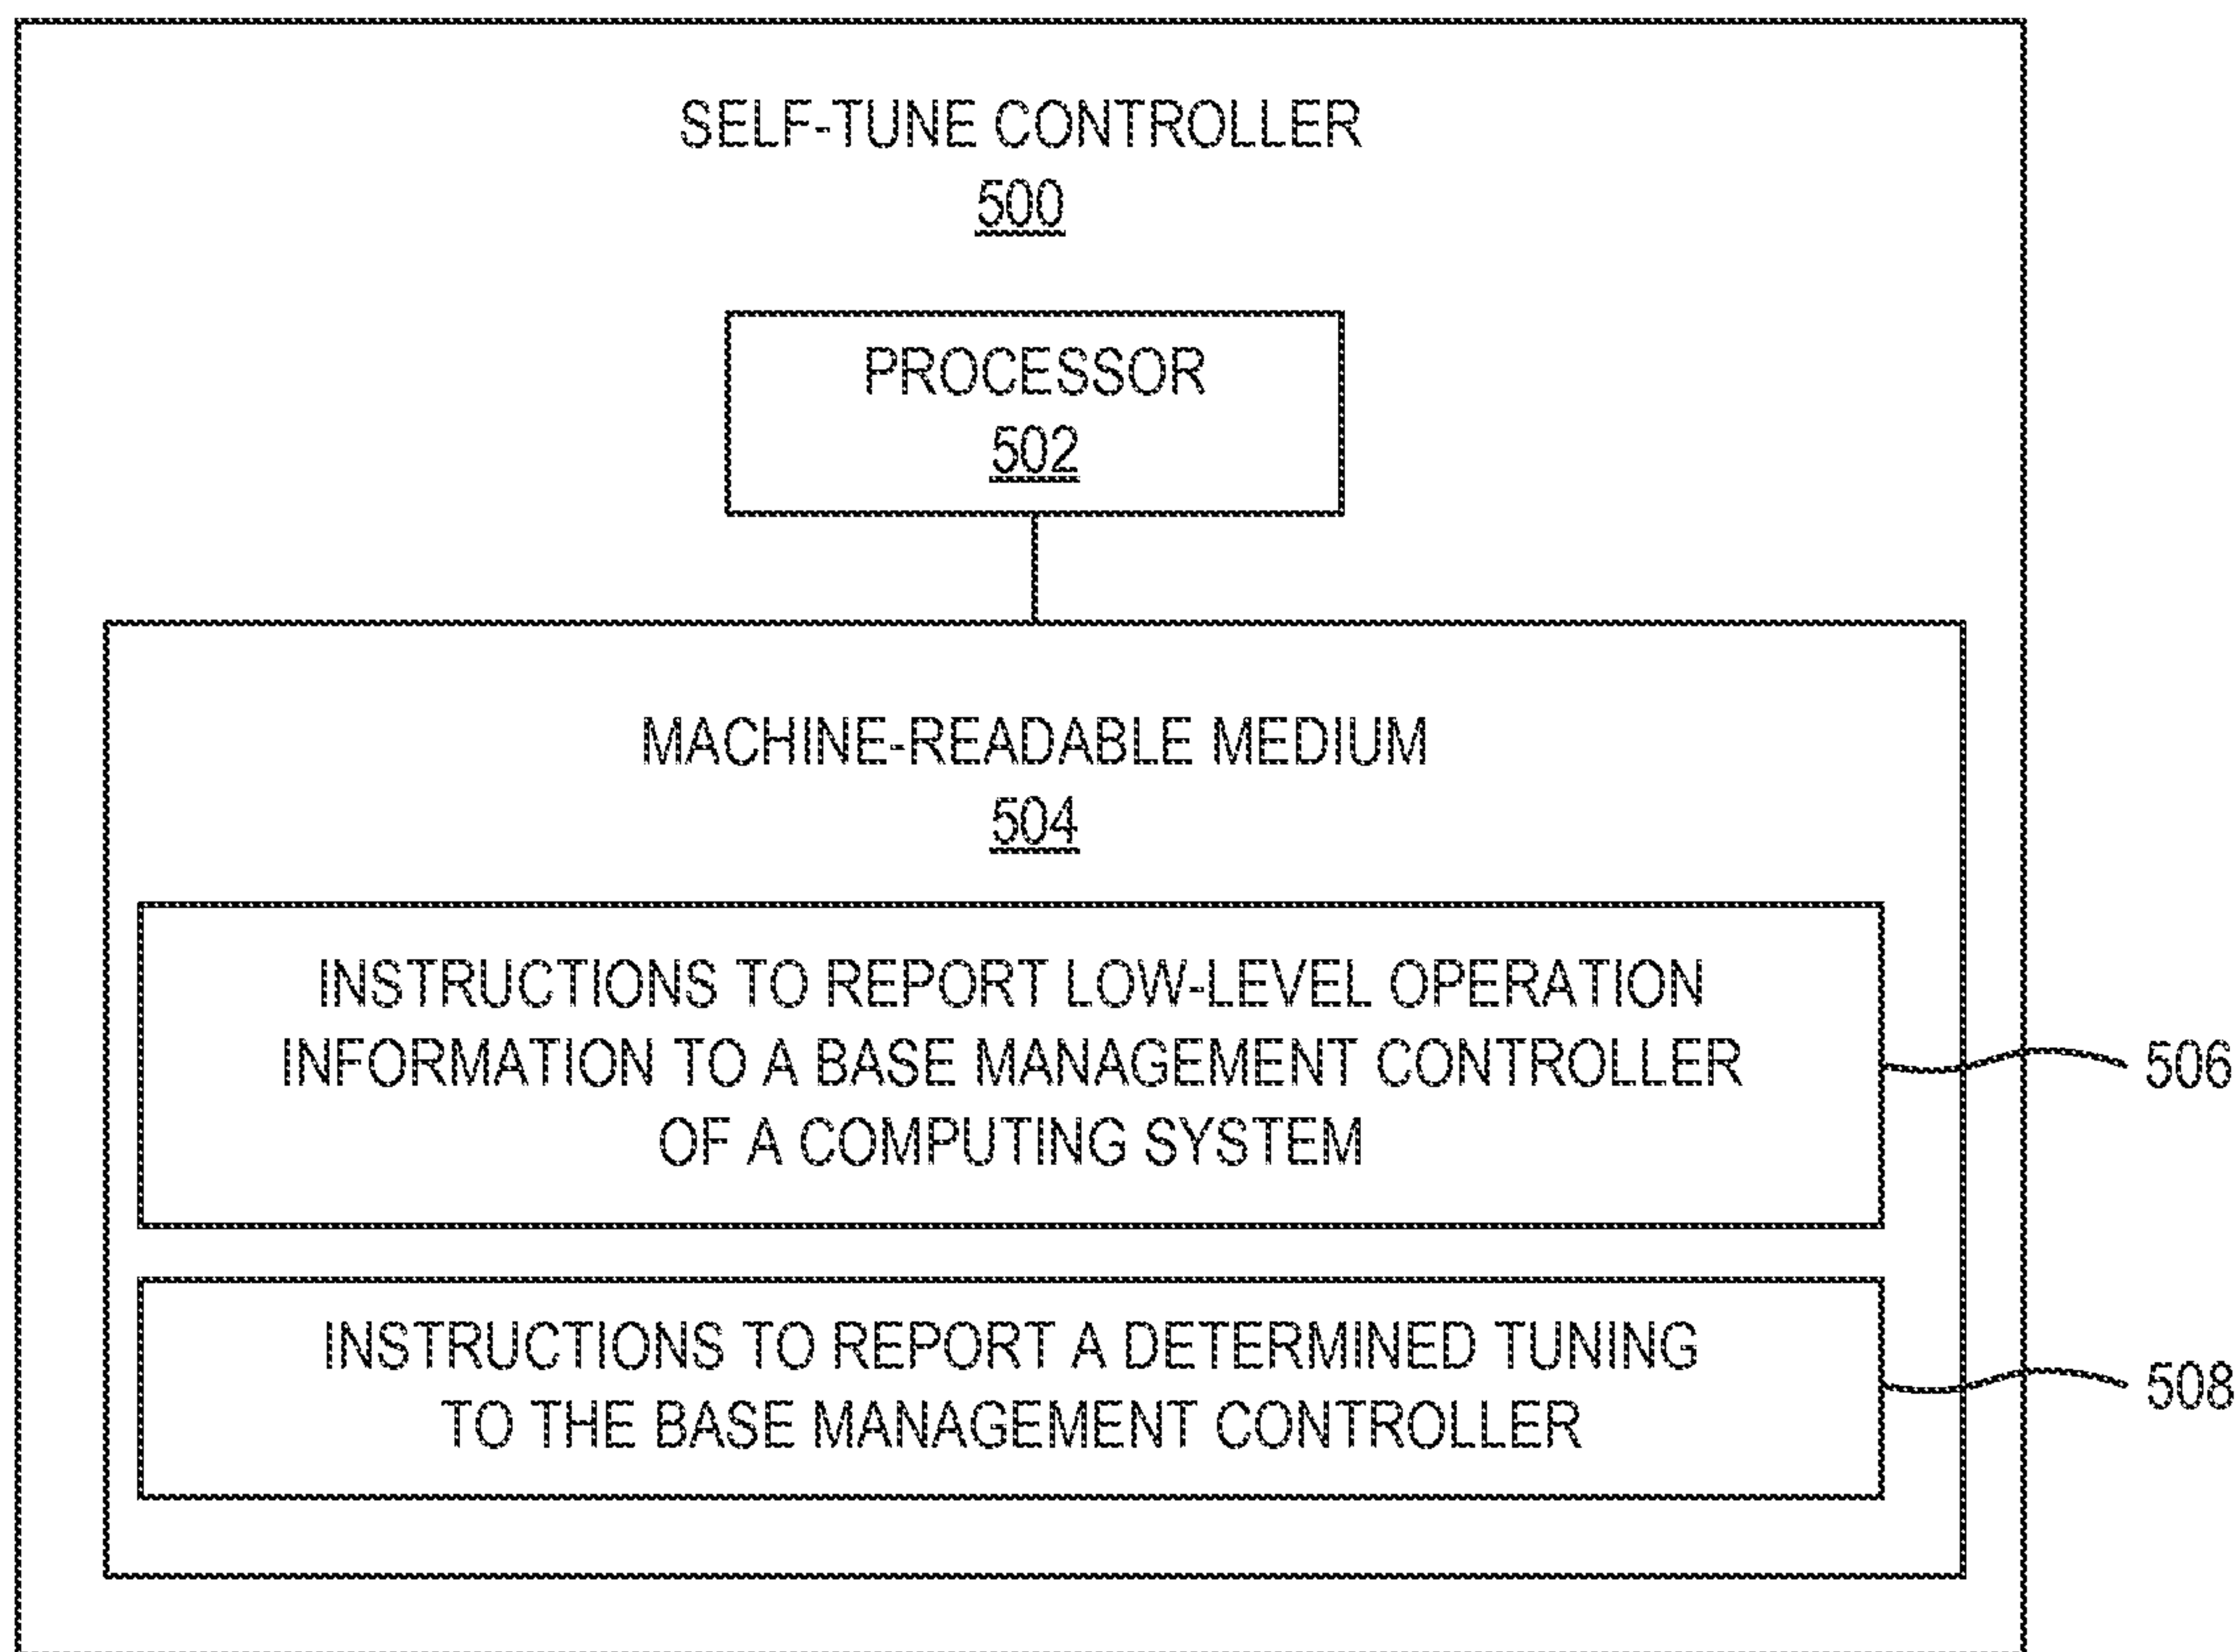 SELF-TUNE CONTROLLER
500
PROCESSOR
502
MACHINE-READABLE MEDIUM
504
INSTRUCTIONS TO REPORT LOW-LEVEL OPERATION
INFORMATION TO A BASE MANAGEMENT CONTROLLER
OF A COMPUTING SYSTEM
506
INSTRUCTIONS TO REPORT A DETERMINED TUNING
TO THE BASE MANAGEMENT CONTROLLER
508